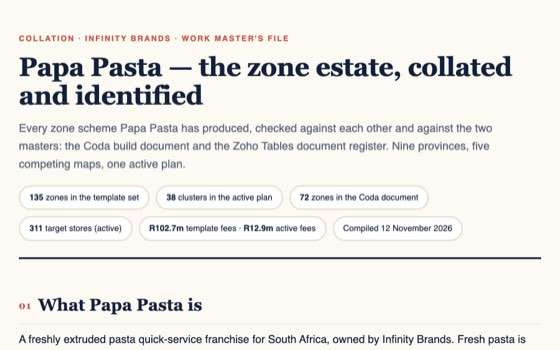 COLLATION · INFINITY BRANDS · WORK MASTER'S FILE
Papa Pasta — the zone estate, collated
and identified
Every zone scheme Papa Pasta has produced, checked against each other and against the two
masters: the Coda build document and the Zoho Tables document register. Nine provinces, five
competing maps, one active plan.
135 zones in the template set
38 clusters in the active plan
72 zones in the Coda document
311 target stores (active)
R102.7m template fees · R12.9m active fees
Compiled 12 November 2026
01 What Papa Pasta is
A freshly extruded pasta quick-service franchise for South Africa, owned by Infinity Brands. Fresh pasta is